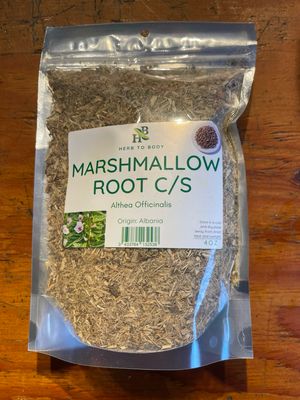 HB
HERB TO BODY
MARSHMALLOW
ROOT C/S
Althea Officinalis
Origin: Albania
4 OZ